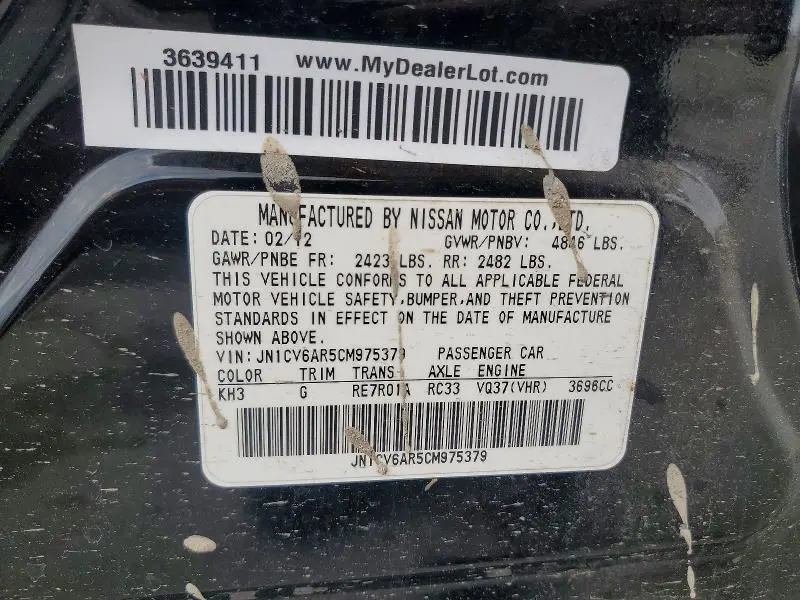 3639411 www.MyDealerLot.com
MANUFACTURED BY NISSAN MOTOR CO.,LTD.
DATE: 02/12 GVWR/PNBV: 4846 LBS.
GAWR/PNBE FR: 2423 LBS. RR: 2482 LBS.
THIS VEHICLE CONFORMS TO ALL APPLICABLE FEDERAL
MOTOR VEHICLE SAFETY,BUMPER,AND THEFT PREVENTION
STANDARDS IN EFFECT ON THE DATE OF MANUFACTURE
SHOWN ABOVE.
VIN: JN1CV6AR5CM975379 PASSENGER CAR
COLOR TRIM TRANS AXLE ENGINE
KH3 G RE7R01A RC33 VQ37(VHR) 3696CC
JN1CV6AR5CM975379